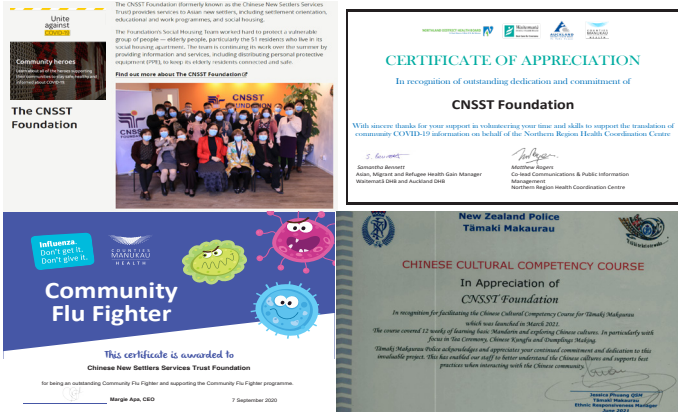 Unite
against
COVID-19
Community heroes
The CNSST
Foundation
The CNSST Foundation (formerly known as the Chinese New Settlers Services
Trust) provides services to Asian new settlers, including settlement orientation,
educational and work programmes, and social housing.
The Foundation's Social Housing Team worked hard to protect a vulnerable
group of people — elderly people, particularly the 51 residents who live in its
social housing apartment. The team is continuing its work over the summer by
providing information and services, including distributing personal protective
equipment (PPE), to keep its elderly residents connected and safe.
Find out more about The CNSST Foundation
CNSST
FOUNDATION
CERTIFICATE OF APPRECIATION
In recognition of outstanding dedication and commitment of
CNSST Foundation
With sincere thanks for your support in volunteering your time and skills to support the translation of
community COVID-19 information on behalf of the Northern Region Health Coordination Centre
S. Bennett
Samantha Bennett
Asian, Migrant and Refugee Health Gain Manager
Waitematā DHB and Auckland DHB
Matthew Rogers
Co-lead Communications & Public Information
Management
Northern Region Health Coordination Centre
Influenza.
Don't get it.
Don't give it.
COUNTIES
MANUKAU
HEALTH
Community
Flu Fighter
This certificate is awarded to
Chinese New Settlers Services Trust Foundation
for being an outstanding Community Flu Fighter and supporting the Community Flu Fighter programme.
Margie Apa, CEO
7 September 2020
New Zealand Police
Tāmaki Makaurau
CHINESE CULTURAL COMPETENCY COURSE
In Appreciation of
CNSST Foundation
In recognition for facilitating the Chinese Cultural Competency Course for Tāmaki Makaurau
which was launched in March 2021.
The course covered 12 weeks of learning basic Mandarin and exploring Chinese cultures. In particularly with
focus in Tea Ceremony, Chinese Kungfu and Dumplings Making.
Tāmaki Makaurau Police acknowledges and appreciates your continued commitment and dedication to this
invaluable project. This has enabled our staff to better understand the Chinese cultures and supports best
practices when interacting with the Chinese community.
Jessica Phuang QSM
Tāmaki Makaurau
Ethnic Responsiveness Manager
June 2021